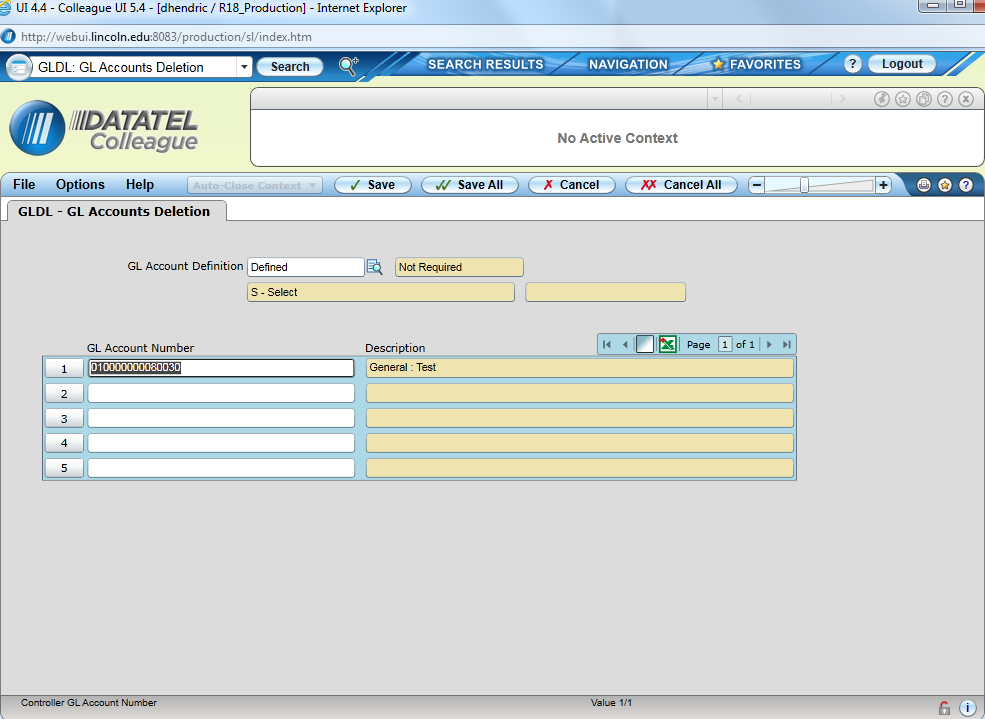 UI 4.4 - Colleague UI 5.4 - [dhendric / R18_Production] - Internet Explorer
http://webui.lincoln.edu:8083/production/sl/index.htm
GLDL: GL Accounts Deletion Search SEARCH RESULTS NAVIGATION FAVORITES ? Logout
DATATEL
Colleague
No Active Context
File Options Help Auto-Close Context Save Save All Cancel Cancel All
GLDL - GL Accounts Deletion
GL Account Definition Defined Not Required
S - Select
GL Account Number Description Page 1 of 1
1 010000000080030 General : Test
2
3
4
5
Controller GL Account Number Value 1/1